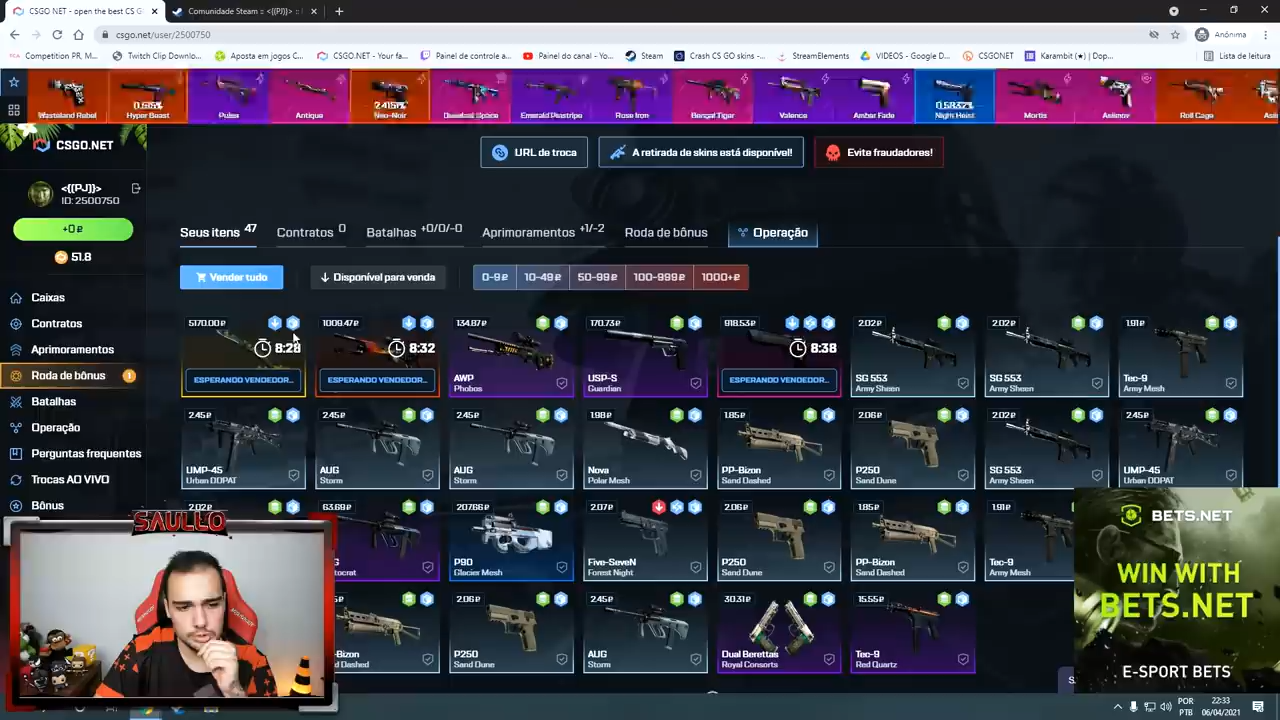 CSGO.NET - open the best CS G
Comunidade Steam :: <{(PJ)}> ::
csgo.net/user/2500750
Anônima
Competition PR, M...
Twitch Clip Downlo...
Aposta em jogos C...
CSGO.NET - Your fa...
Painel de controle a...
Painel do canal - Yo...
Steam
Crash CS GO skins -...
StreamElements
VIDEOS - Google D...
CSGONET
Karambit (★) | Dop...
Lista de leitura
Wasteland Rebel
Hyper Beast
Pulse
Antique
Neo-Noir
Decimator
Emerald Pinstripe
Rose Iron
Bengal Tiger
Valence
Amber Fade
Night Heist
Mortis
Asiimov
Roll Cage
CSGO.NET
<{(PJ)}>
ID: 2500750
+0 ₽
51.8
Caixas
Contratos
Aprimoramentos
Roda de bônus
1
Batalhas
Operação
Perguntas frequentes
Trocas AO VIVO
Bônus
URL de troca
A retirada de skins está disponível!
Evite fraudadores!
Seus itens 47
Contratos 0
Batalhas +0/0/-0
Aprimoramentos +1/-2
Roda de bônus
Operação
Vender tudo
Disponível para venda
0-9₽
10-49₽
50-99₽
100-999₽
1000+₽
5170.00₽
8:28
ESPERANDO VENDEDOR...
1009.47₽
8:32
ESPERANDO VENDEDOR...
134.87₽
AWP
Phobos
170.73₽
USP-S
Guardian
918.53₽
8:38
ESPERANDO VENDEDOR...
2.02₽
SG 553
Army Sheen
2.02₽
SG 553
Army Sheen
1.91₽
Tec-9
Army Mesh
2.45₽
UMP-45
Urban DDPAT
2.45₽
AUG
Storm
2.45₽
AUG
Storm
1.98₽
Nova
Polar Mesh
1.85₽
PP-Bizon
Sand Dashed
2.06₽
P250
Sand Dune
2.02₽
SG 553
Army Sheen
2.45₽
UMP-45
Urban DDPAT
2.02₽
63.69₽
207.66₽
P90
Glacier Mesh
2.07₽
Five-SeveN
Forest Night
2.06₽
P250
Sand Dune
1.85₽
PP-Bizon
Sand Dashed
1.91₽
Tec-9
Army Mesh
2.06₽
P250
Sand Dune
2.45₽
AUG
Storm
30.31₽
Dual Berettas
Royal Consorts
15.55₽
Tec-9
Red Quartz
SAULLO
BETS.NET
WIN WITH
BETS.NET
E-SPORT BETS
POR
PTB
22:33
06/04/2021